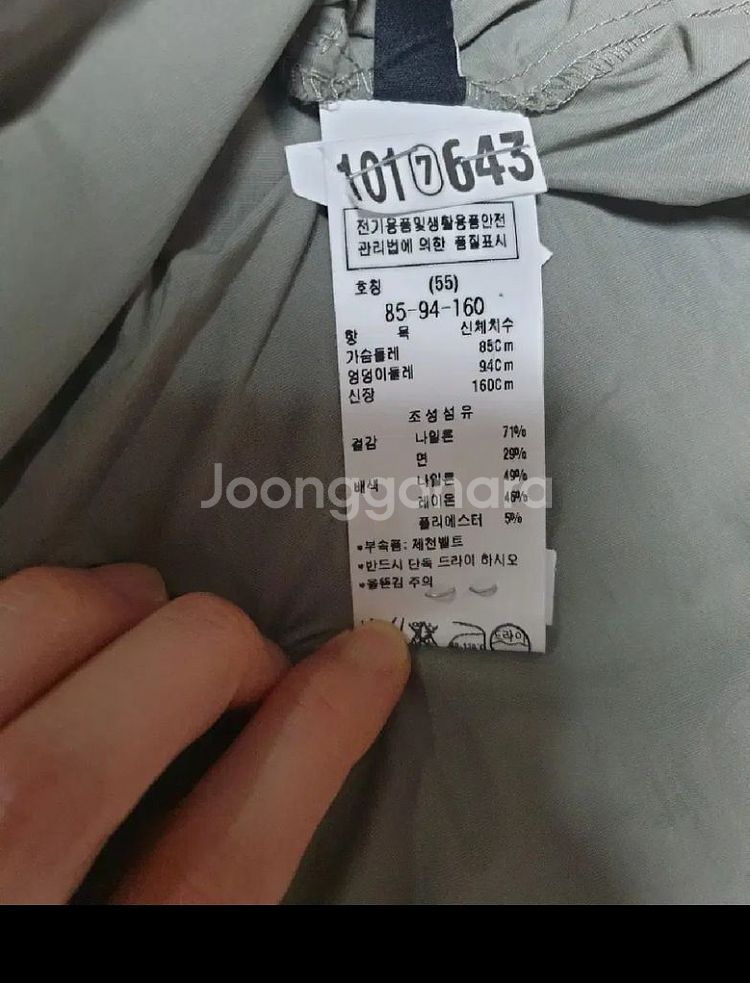 101 ⑦ 643
전기용품및생활용품안전
관리법에 의한 품질표시
호칭 (55)
85-94-160
항 목 신체치수
가슴둘레 85Cm
엉덩이둘레 94Cm
신장 160Cm
조성섬유
겉감 나일론 71%
면 29%
배색 나일론 49%
레이온 46%
폴리에스터 5%
*부속품: 제천벨트
*반드시 단독 드라이 하시오
*올뜯김 주의
드라이
Joonggonara